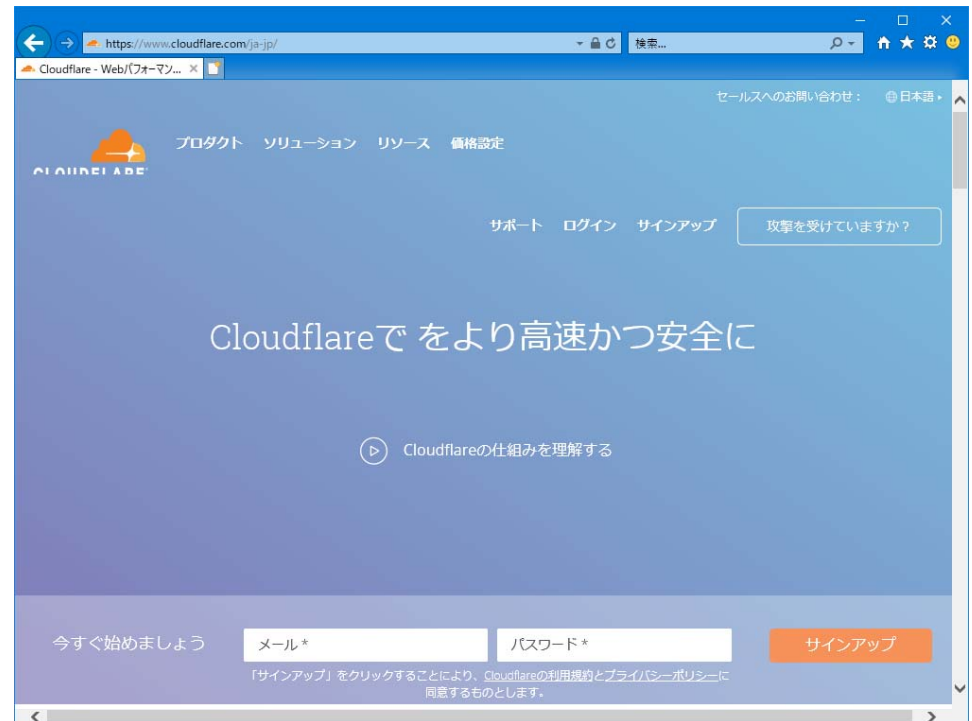 https://www.cloudflare.com/ja-jp/
検索...
Cloudflare - Webパフォーマン...
セールスへのお問い合わせ： 日本語
CLOUDFLARE
プロダクト ソリューション リソース 価格設定
サポート ログイン サインアップ 攻撃を受けていますか？
Cloudflareで をより高速かつ安全に
Cloudflareの仕組みを理解する
今すぐ始めましょう メール * パスワード * サインアップ
「サインアップ」をクリックすることにより、Cloudflareの利用規約とプライバシーポリシーに
同意するものとします。